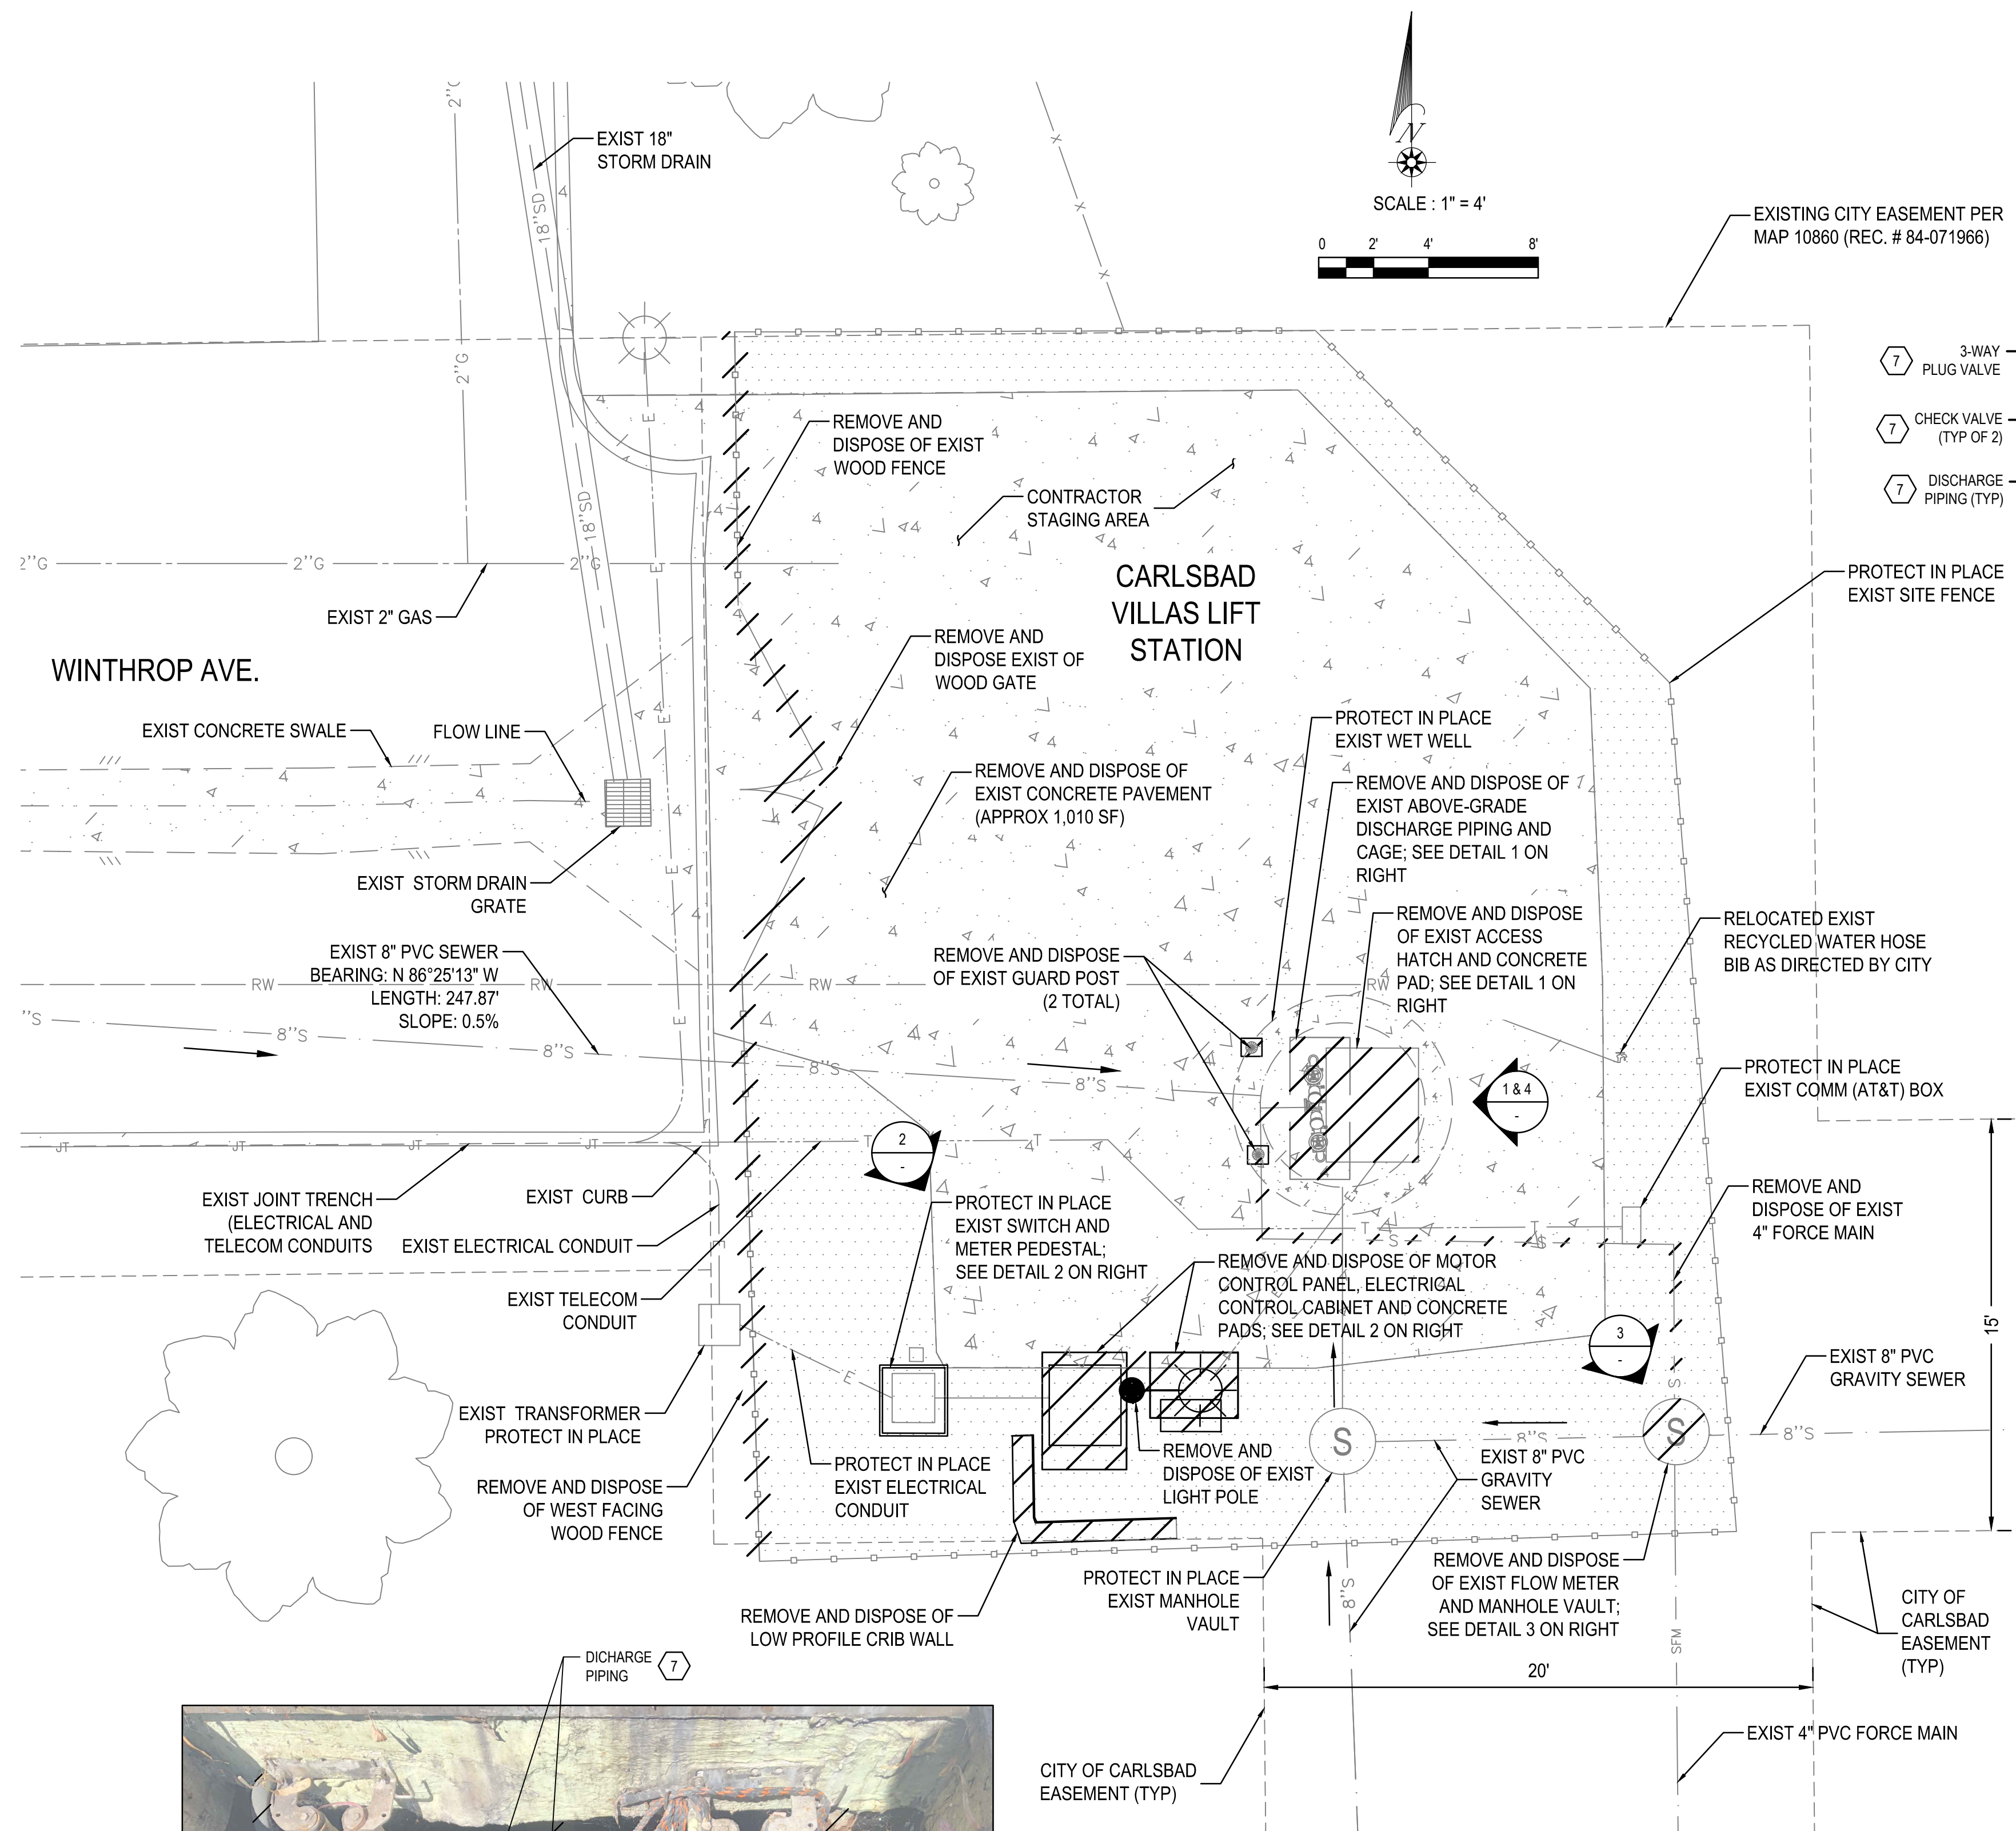 2''G
EXIST 18"
STORM DRAIN
18''SD
N
SCALE : 1" = 4'
0 2' 4' 8'
X
X
X
EXISTING CITY EASEMENT PER
MAP 10860 (REC. # 84-071966)
7
3-WAY
PLUG VALVE
7
CHECK VALVE
(TYP OF 2)
7
DISCHARGE
PIPING (TYP)
2''G
E
REMOVE AND
DISPOSE OF EXIST
WOOD FENCE
CONTRACTOR
STAGING AREA
18''SD
2''G
2''G
2''G
E
EXIST 2" GAS
CARLSBAD
VILLAS LIFT
STATION
PROTECT IN PLACE
EXIST SITE FENCE
WINTHROP AVE.
REMOVE AND
DISPOSE EXIST OF
WOOD GATE
E
EXIST CONCRETE SWALE
FLOW LINE
PROTECT IN PLACE
EXIST WET WELL
REMOVE AND DISPOSE OF
EXIST CONCRETE PAVEMENT
(APPROX 1,010 SF)
REMOVE AND DISPOSE OF
EXIST ABOVE-GRADE
DISCHARGE PIPING AND
CAGE; SEE DETAIL 1 ON
RIGHT
E
EXIST STORM DRAIN
GRATE
REMOVE AND DISPOSE
OF EXIST ACCESS
HATCH AND CONCRETE
PAD; SEE DETAIL 1 ON
RIGHT
RELOCATED EXIST
RECYCLED WATER HOSE
BIB AS DIRECTED BY CITY
EXIST 8" PVC SEWER
BEARING: N 86°25'13" W
LENGTH: 247.87'
SLOPE: 0.5%
REMOVE AND DISPOSE
OF EXIST GUARD POST
(2 TOTAL)
RW
RW
RW
RW
E
''S
8''S
8''S
8''S
8''S
PROTECT IN PLACE
EXIST COMM (AT&T) BOX
1 & 4
-
2
-
JT
JT
JT
JT
T
T
EXIST JOINT TRENCH
(ELECTRICAL AND
TELECOM CONDUITS
EXIST CURB
EXIST ELECTRICAL CONDUIT
E
PROTECT IN PLACE
EXIST SWITCH AND
METER PEDESTAL;
SEE DETAIL 2 ON RIGHT
E
T
T
S
S
REMOVE AND
DISPOSE OF EXIST
4" FORCE MAIN
15'
REMOVE AND DISPOSE OF MOTOR
CONTROL PANEL, ELECTRICAL
CONTROL CABINET AND CONCRETE
PADS; SEE DETAIL 2 ON RIGHT
E
EXIST TELECOM
CONDUIT
3
-
E
S
EXIST 8" PVC
GRAVITY SEWER
EXIST TRANSFORMER
PROTECT IN PLACE
S
8''S
S
8''S
PROTECT IN PLACE
EXIST ELECTRICAL
CONDUIT
REMOVE AND
DISPOSE OF EXIST
LIGHT POLE
EXIST 8" PVC
GRAVITY
SEWER
REMOVE AND DISPOSE
OF WEST FACING
WOOD FENCE
PROTECT IN PLACE
EXIST MANHOLE
VAULT
8''S
REMOVE AND DISPOSE
OF EXIST FLOW METER
AND MANHOLE VAULT;
SEE DETAIL 3 ON RIGHT
SFM
CITY OF
CARLSBAD
EASEMENT
(TYP)
REMOVE AND DISPOSE OF
LOW PROFILE CRIB WALL
DICHARGE
PIPING
7
20'
EXIST 4" PVC FORCE MAIN
CITY OF CARLSBAD
EASEMENT (TYP)